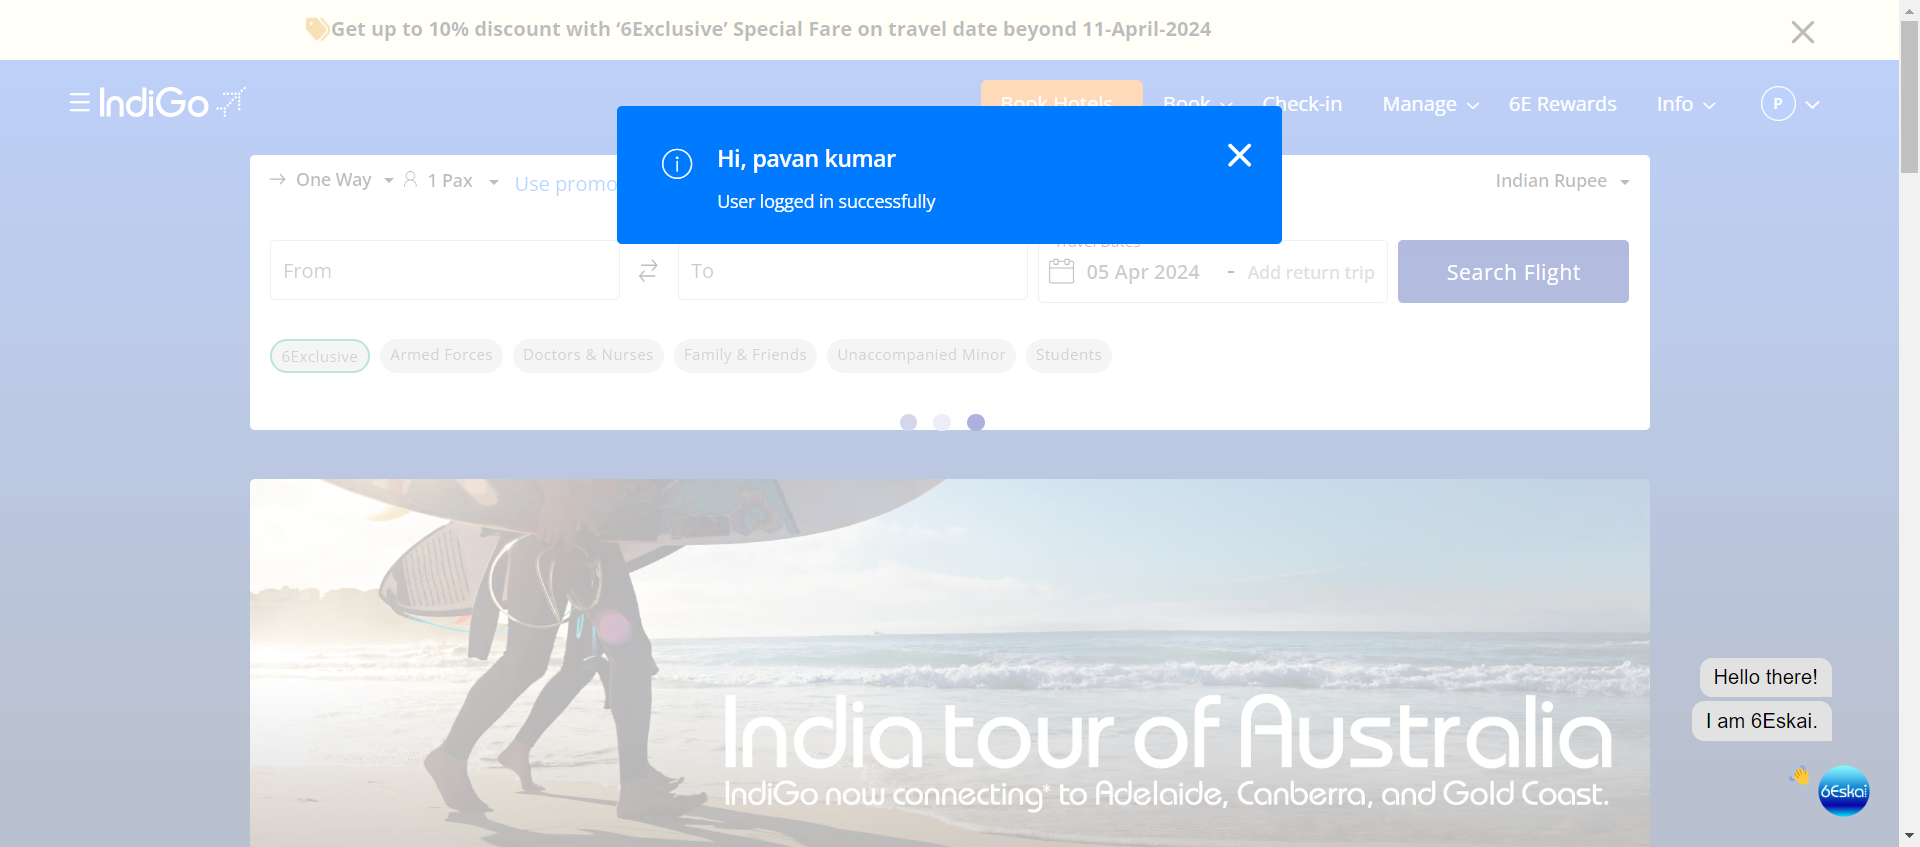 Get up to 10% discount with ‘6Exclusive’ Special Fare on travel date beyond 11-April-2024
IndiGo
Book Hotels
Book
Check-in
Manage
6E Rewards
Info
P
Hi, pavan kumar
User logged in successfully
One Way
1 Pax
Use promo
Indian Rupee
From
To
Travel Dates
05 Apr 2024 - Add return trip
Search Flight
6Exclusive
Armed Forces
Doctors & Nurses
Family & Friends
Unaccompanied Minor
Students
India tour of Australia
IndiGo now connecting* to Adelaide, Canberra, and Gold Coast.
Hello there!
I am 6Eskai.
6Eskai